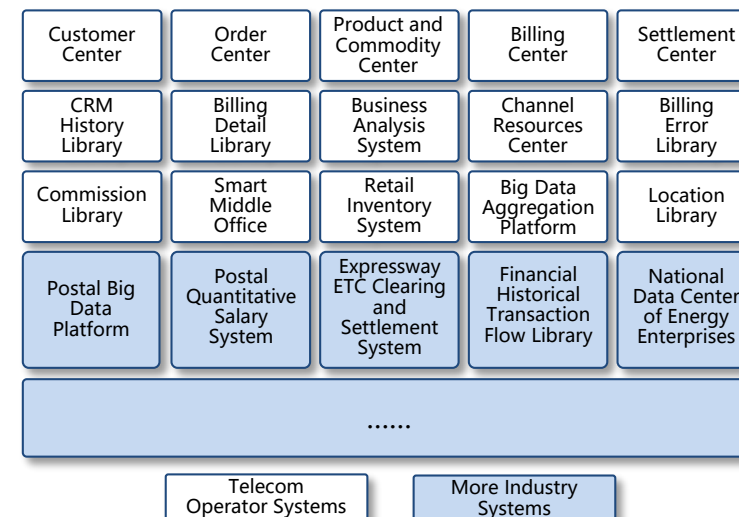 Customer
Center
Order
Center
Product and
Commodity
Center
Billing
Center
Settlement
Center
CRM
History
Library
Billing
Detail
Library
Business
Analysis
System
Channel
Resources
Center
Billing
Error
Library
Commission
Library
Smart
Middle
Office
Retail
Inventory
System
Big Data
Aggregation
Platform
Location
Library
Postal Big
Data
Platform
Postal
Quantitative
Salary
System
Expressway
ETC Clearing
and
Settlement
System
Financial
Historical
Transaction
Flow Library
National
Data Center
of Energy
Enterprises
......
Telecom
Operator Systems
More Industry
Systems